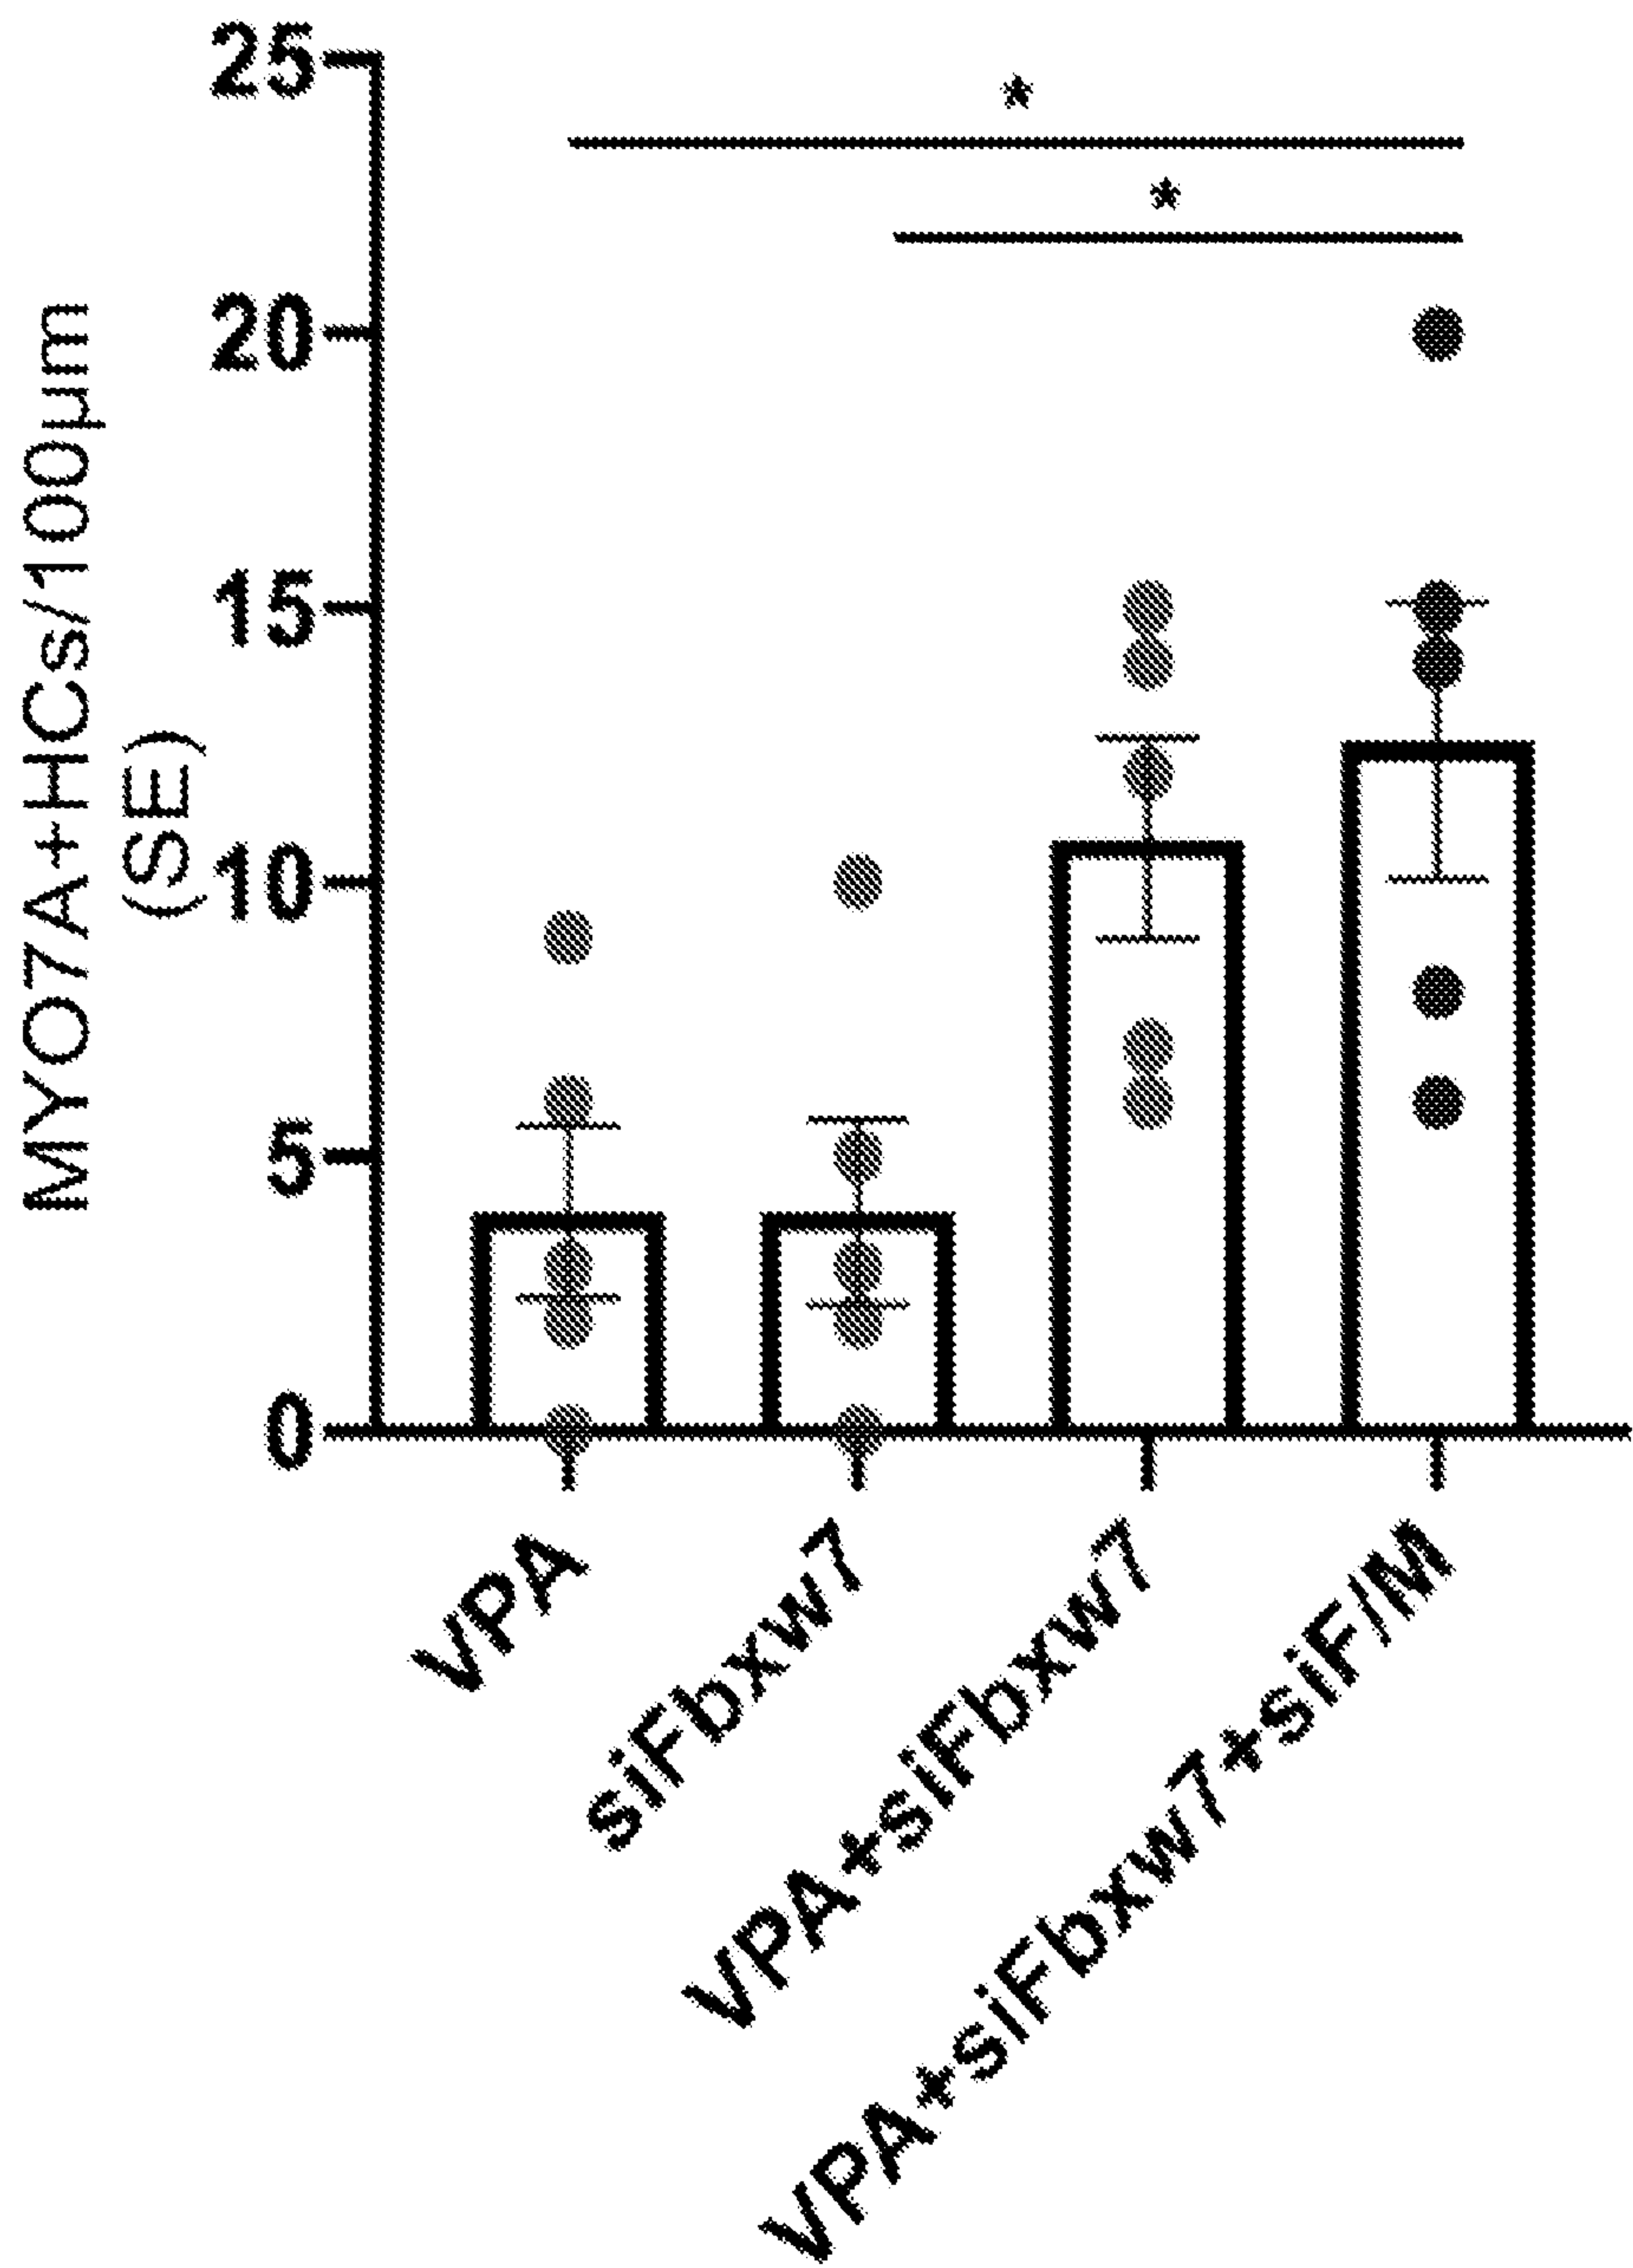 MYO7A+HCs/100µm
(SE)
25
20
15
10
5
0
*
*
VPA
siFbxw7
VPA+siFbxw7
VPA+siFbxw7+siF/M